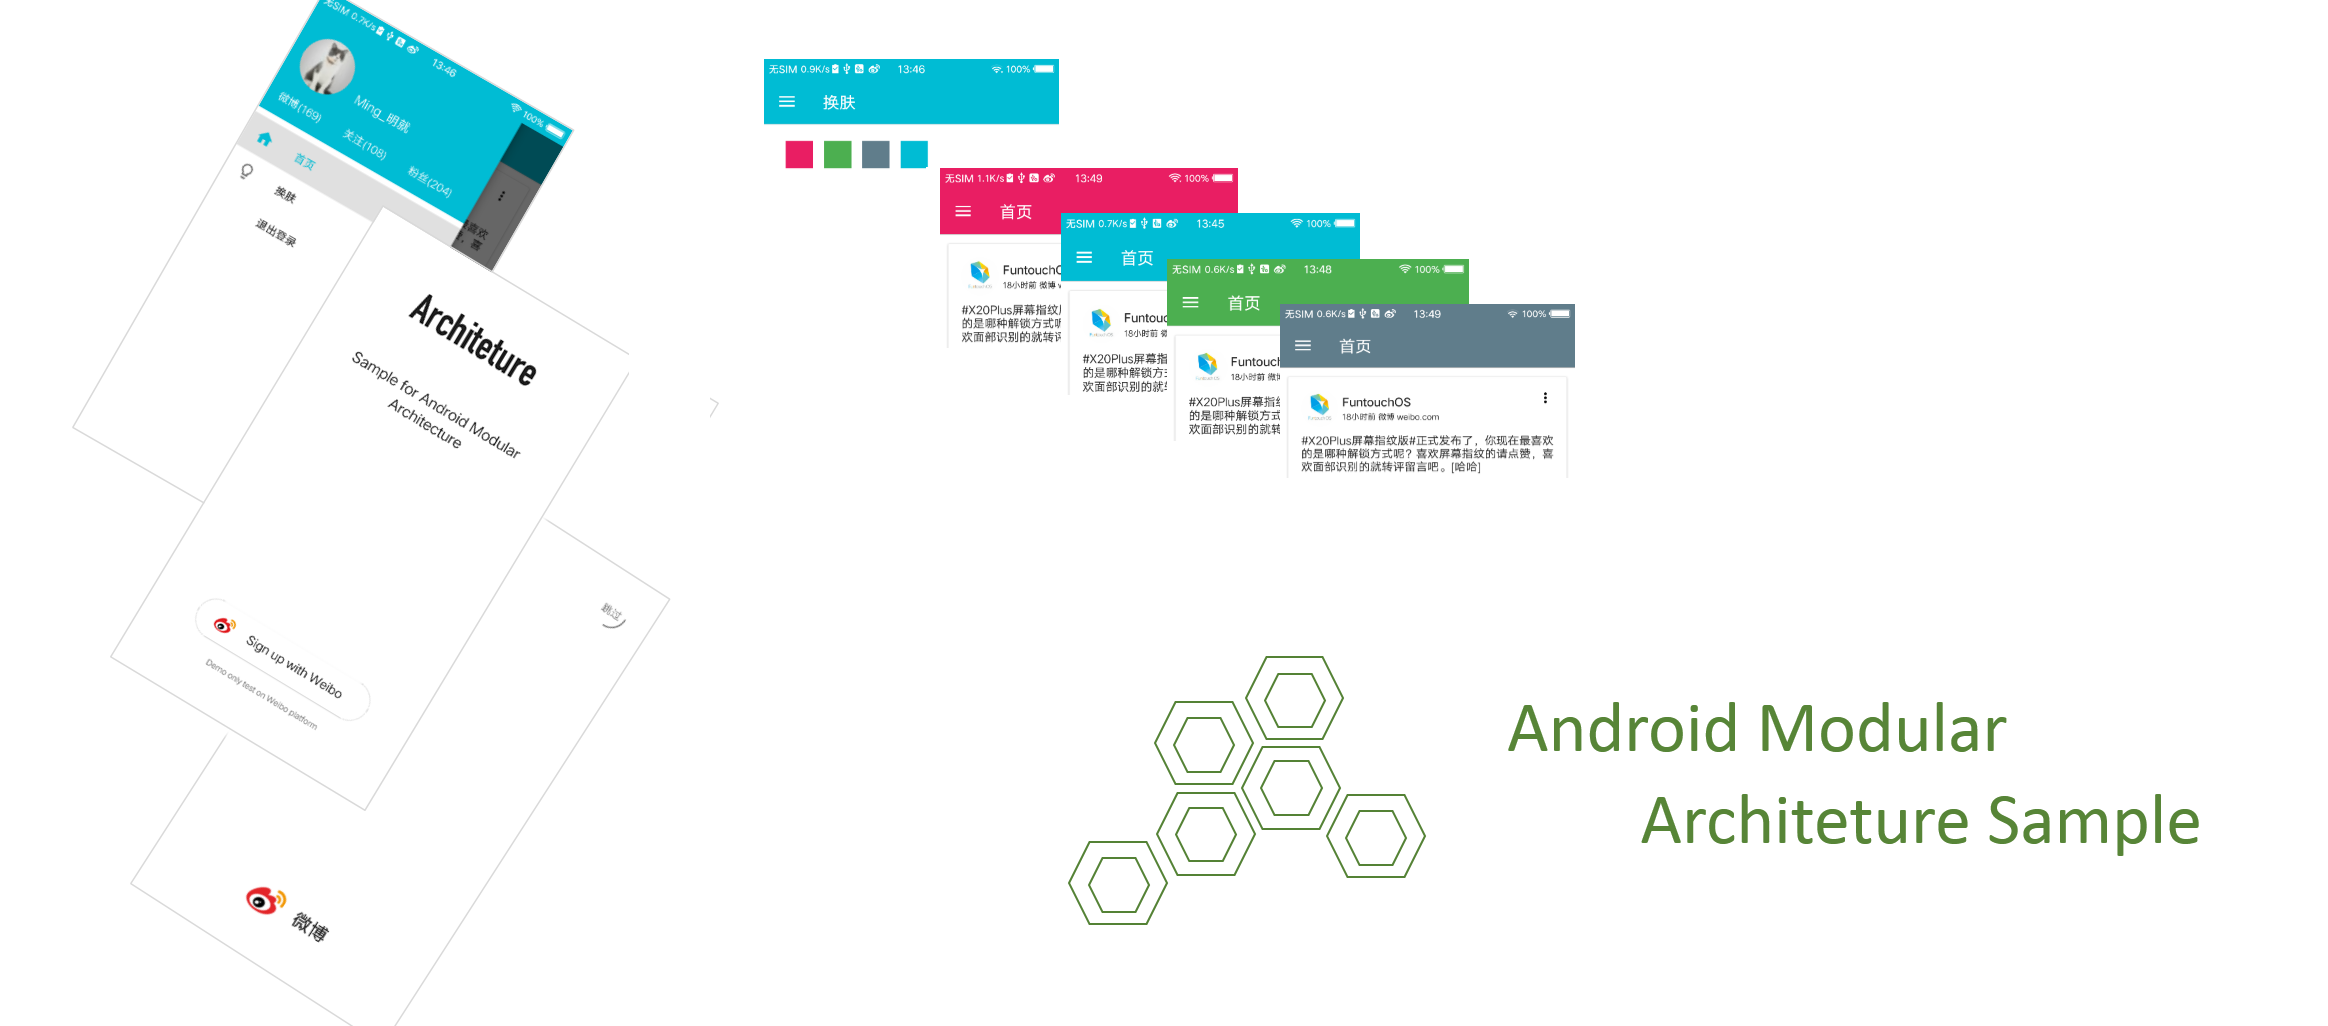 无SIM 0.7K/s
13:46
100%
Ming_明就
微博(169)
关注(108)
粉丝(204)
首页
换肤
退出登录
喜欢
喜
Architeture
Sample for Android Modular
Architecture
Sign up with Weibo
Demo only test on Weibo platform
跳过
微博
无SIM 0.9K/s 13:46 100%
换肤
无SIM 1.1K/s 13:49 100%
首页
FuntouchO
18小时前 微博
#X20Plus屏幕指纹
的是哪种解锁方式
欢面部识别的就转评
无SIM 0.7K/s 13:45 100%
首页
Funtou
18小时前
#X20Plus屏幕指
的是哪种解锁方
欢面部识别的就
无SIM 0.6K/s 13:48 100%
首页
Funtouch
18小时前 微
#X20Plus屏幕指
的是哪种解锁方式
欢面部识别的就转
无SIM 0.6K/s 13:49 100%
首页
FuntouchOS
18小时前 微博 weibo.com
#X20Plus屏幕指纹版#正式发布了，你现在最喜欢
的是哪种解锁方式呢？喜欢屏幕指纹的请点赞，喜
欢面部识别的就转评留言吧。[哈哈]
Android Modular
Architeture Sample